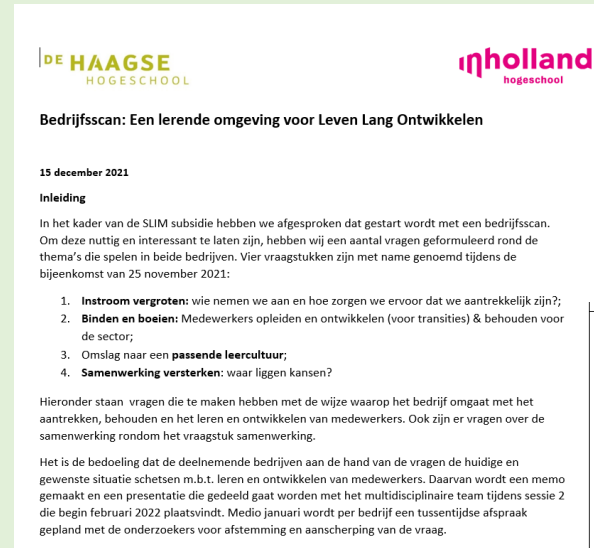 DE HAAGSE
HOGESCHOOL
inholland
hogeschool
Bedrijfsscan: Een lerende omgeving voor Leven Lang Ontwikkelen
15 december 2021
Inleiding
In het kader van de SLIM subsidie hebben we afgesproken dat gestart wordt met een bedrijfsscan.
Om deze nuttig en interessant te laten zijn, hebben wij een aantal vragen geformuleerd rond de
thema's die spelen in beide bedrijven. Vier vraagstukken zijn met name genoemd tijdens de
bijeenkomst van 25 november 2021:
1. Instroom vergroten: wie nemen we aan en hoe zorgen we ervoor dat we aantrekkelijk zijn?;
2. Binden en boeien: Medewerkers opleiden en ontwikkelen (voor transities) & behouden voor
de sector;
3. Omslag naar een passende leercultuur;
4. Samenwerking versterken: waar liggen kansen?
Hieronder staan vragen die te maken hebben met de wijze waarop het bedrijf omgaat met het
aantrekken, behouden en het leren en ontwikkelen van medewerkers. Ook zijn er vragen over de
samenwerking rondom het vraagstuk samenwerking.
Het is de bedoeling dat de deelnemende bedrijven aan de hand van de vragen de huidige en
gewenste situatie schetsen m.b.t. leren en ontwikkelen van medewerkers. Daarvan wordt een memo
gemaakt en een presentatie die gedeeld gaat worden met het multidisciplinaire team tijdens sessie 2
die begin februari 2022 plaatsvindt. Medio januari wordt per bedrijf een tussentijdse afspraak
gepland met de onderzoekers voor afstemming en aanscherping van de vraag.